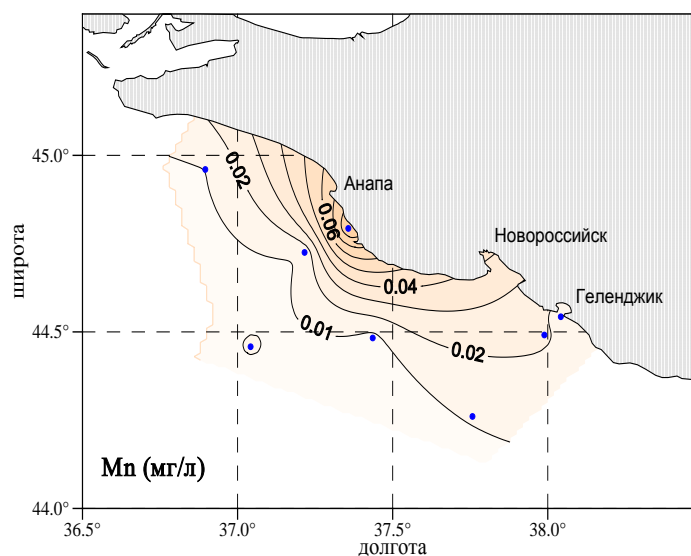 45.0°
44.5°
44.0°
36.5°
37.0°
37.5°
38.0°
широта
долгота
Анапа
Новороссийск
Геленджик
0.02
0.06
0.04
0.01
0.02
Mn (мг/л)